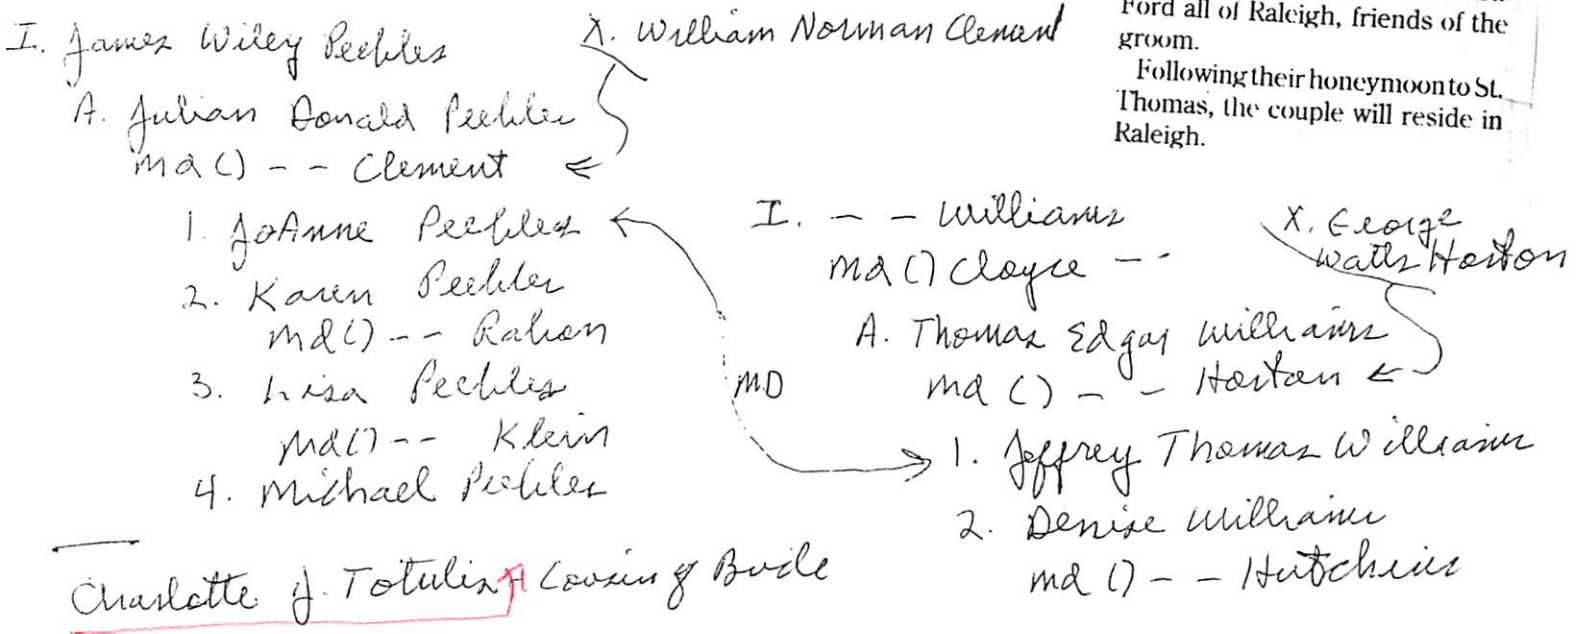 I. James Wiley Peebles
A. Julian Donald Peebles
md () - - Clement
1. JoAnne Peebles
2. Karen Peebles
md () - -
3. Lisa Peebles
md () - - Klein
4. Michael Peebles
Charlotte J. Cousin of Bride
X. William Norman Clement
MD
Ford all of Raleigh, friends of the
groom.
Following their honeymoon to St.
Thomas, the couple will reside in
Raleigh.
I. - - Williams
md () Clayce - -
X. George
Watts Horton
A. Thomas Edgar Williams
md () - - Horton
1. Jeffrey Thomas Williams
2. Denise Williams
md () - - Hutchins